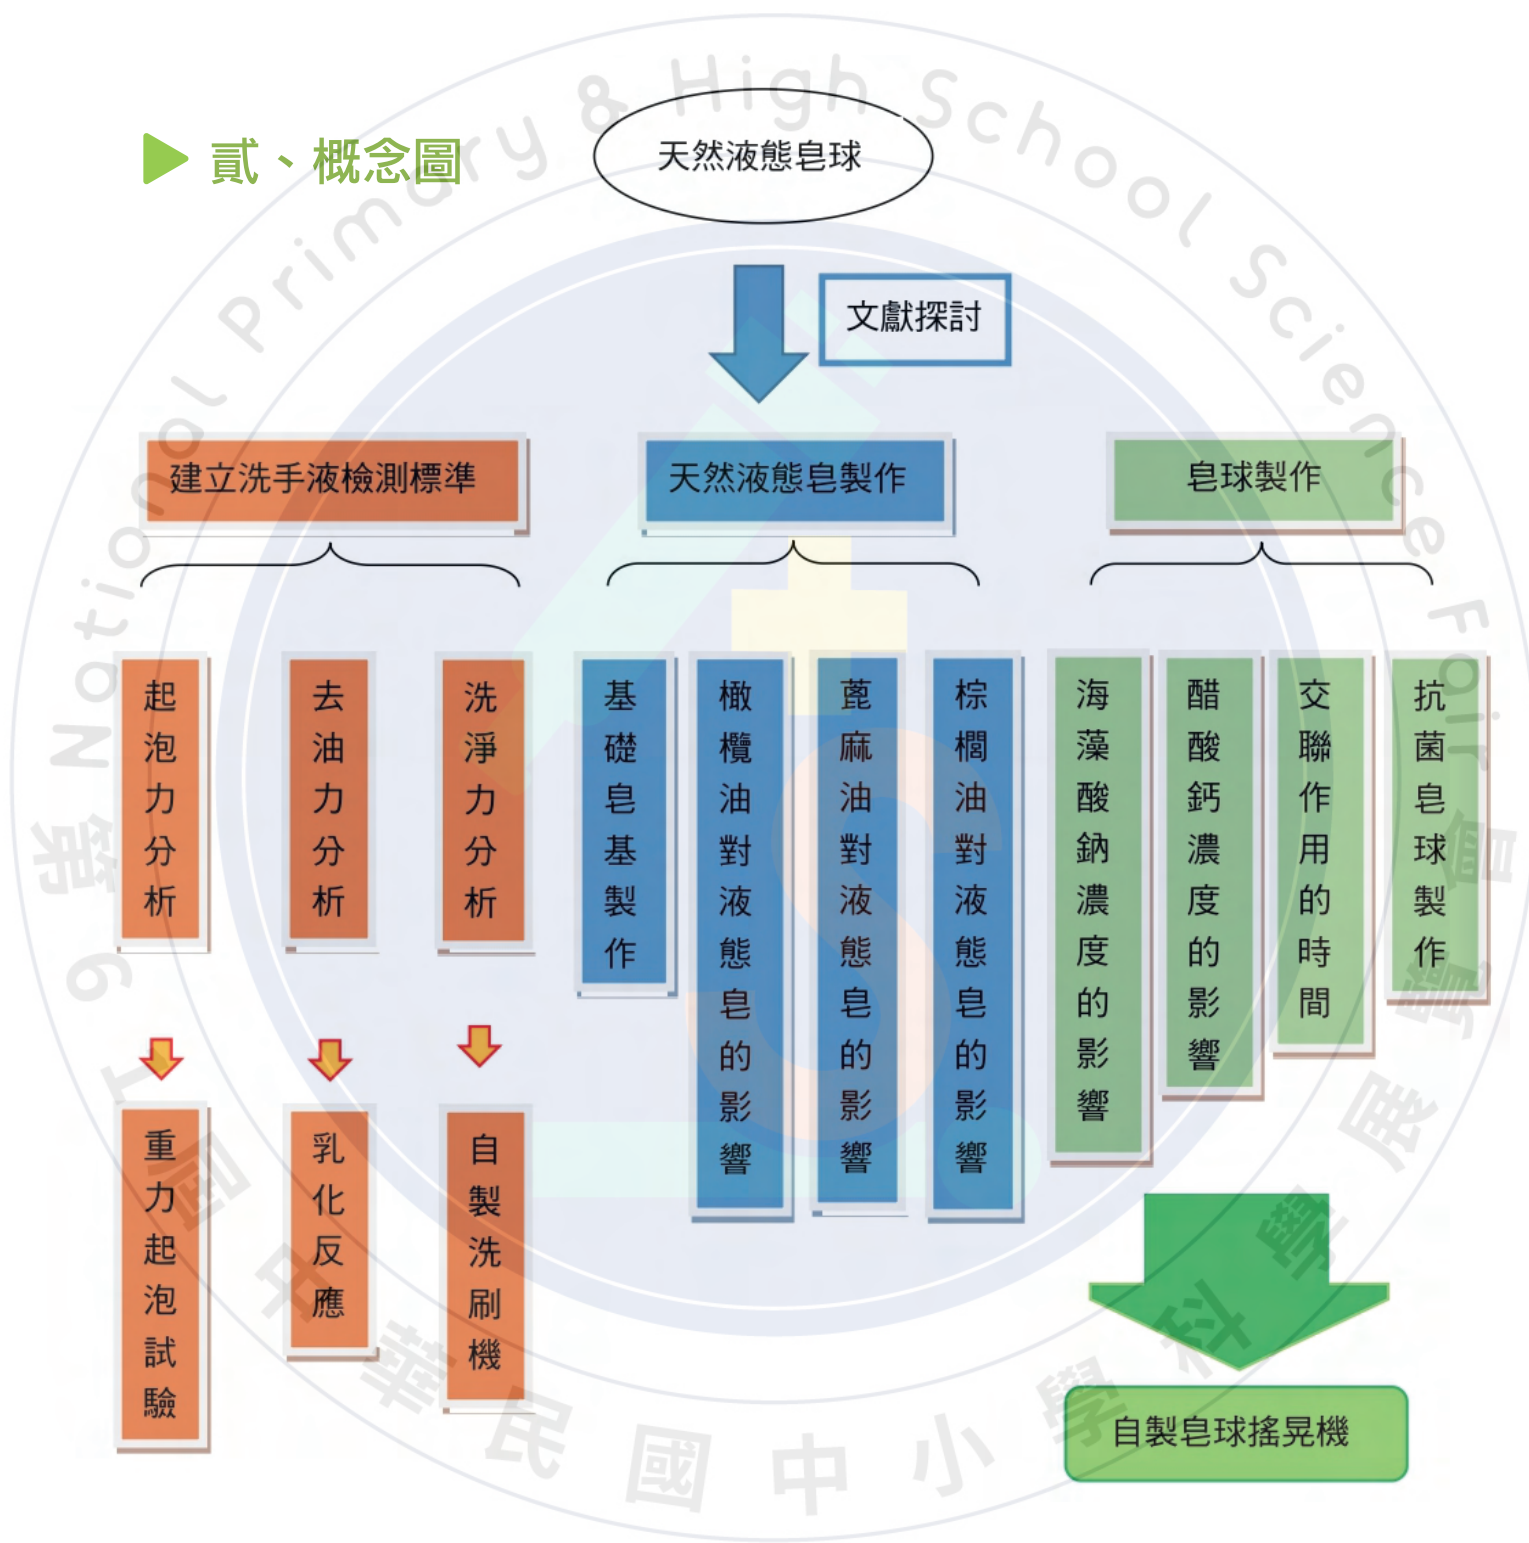 貳、概念圖
天然液態皂球
文獻探討
建立洗手液檢測標準
天然液態皂製作
皂球製作
起泡力分析
去油力分析
洗淨力分析
基礎皂基製作
橄欖油對液態皂的影響
蓖麻油對液態皂的影響
棕櫚油對液態皂的影響
海藻酸鈉濃度的影響
醋酸鈣濃度的影響
交聯作用的時間
抗菌皂球製作
重力起泡試驗
乳化反應
自製洗刷機
自製皂球搖晃機
National Primary & High School Science Fair
第61屆中華民國中小學科學展覽會